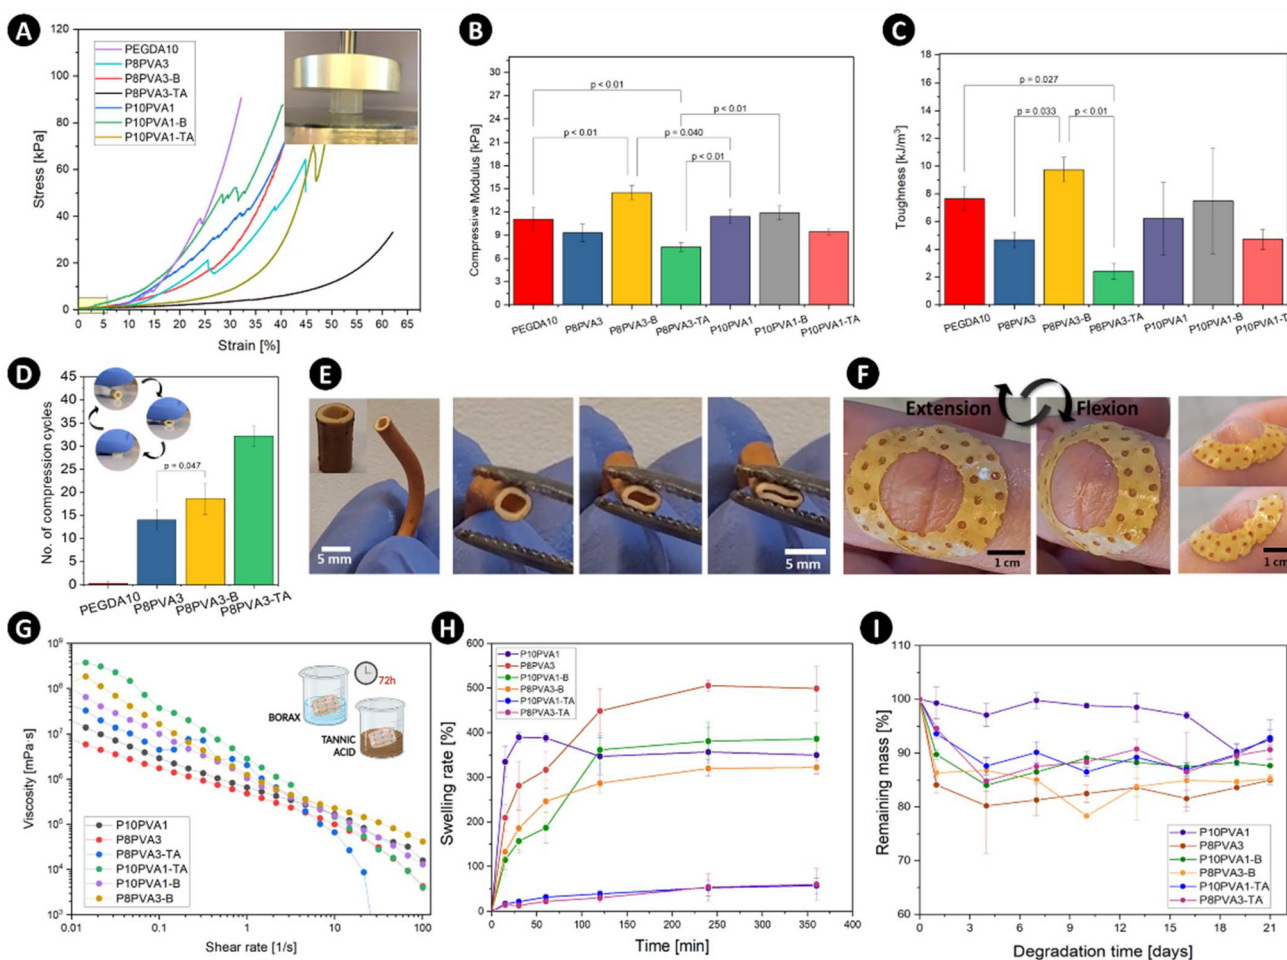 A
Stress [kPa]
120
100
80
60
40
20
0
PEGDA10
P8PVA3
P8PVA3-B
P8PVA3-TA
P10PVA1
P10PVA1-B
P10PVA1-TA
0 5 10 15 20 25 30 35 40 45 50 55 60 65
Strain [%]
B
Compressive Modulus [kPa]
30
27
24
21
18
15
12
9
6
3
0
p < 0.01
p < 0.01
p < 0.01
p = 0.040
p < 0.01
PEGDA10 P8PVA3 P8PVA3-B P8PVA3-TA P10PVA1 P10PVA1-B P10PVA1-TA
C
Toughness [kJ/m³]
18
16
14
12
10
8
6
4
2
0
p = 0.027
p = 0.033
p < 0.01
PEGDA10 P8PVA3 P8PVA3-B P8PVA3-TA P10PVA1 P10PVA1-B P10PVA1-T
D
No. of compression cycles
45
40
35
30
25
20
15
10
5
0
p = 0.047
PEGDA10 P8PVA3 P8PVA3-B P8PVA3-TA
E
5 mm
5 mm
F
Extension
Flexion
1 cm
1 cm
G
Viscosity [mPa·s]
10⁹
10⁸
10⁷
10⁶
10⁵
10⁴
10³
72h
BORAX
TANNIC
ACID
P10PVA1
P8PVA3
P8PVA3-TA
P10PVA1-TA
P10PVA1-B
P8PVA3-B
0.01 0.1 1 10 100
Shear rate [1/s]
H
Swelling rate [%]
600
500
400
300
200
100
0
P10PVA1
P8PVA3
P10PVA1-B
P8PVA3-B
P10PVA1-TA
P8PVA3-TA
0 60 120 180 240 300 360 400
Time [min]
I
Remaining mass [%]
110
100
90
80
70
60
P10PVA1
P8PVA3
P10PVA1-B
P8PVA3-B
P10PVA1-TA
P8PVA3-TA
0 3 6 9 12 15 18 21
Degradation time [days]